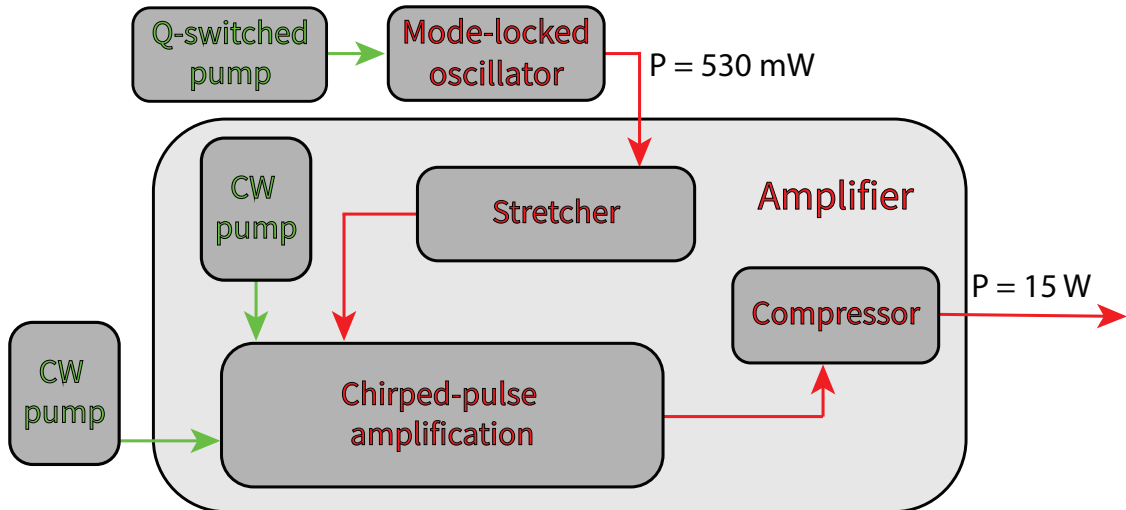 Q-switched
pump
Mode-locked
oscillator
P = 530 mW
CW
pump
Stretcher
Amplifier
Compressor
P = 15 W
CW
pump
Chirped-pulse
amplification